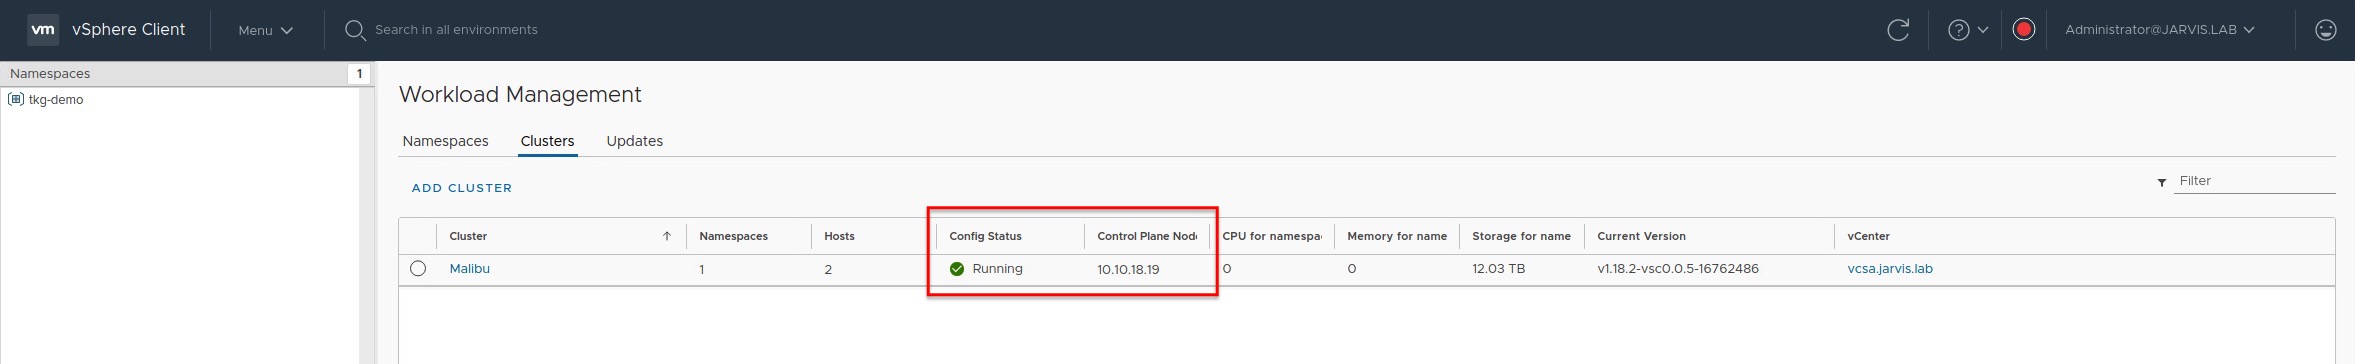 vm vSphere Client Menu Search in all environments Administrator@JARVIS.LAB
Namespaces 1
tkg-demo
Workload Management
Namespaces Clusters Updates
ADD CLUSTER Filter
Cluster Namespaces Hosts Config Status Control Plane Node CPU for namespa Memory for name Storage for name Current Version vCenter
Malibu 1 2 Running 10.10.18.19 0 0 12.03 TB v1.18.2-vsc0.0.5-16762486 vcsa.jarvis.lab